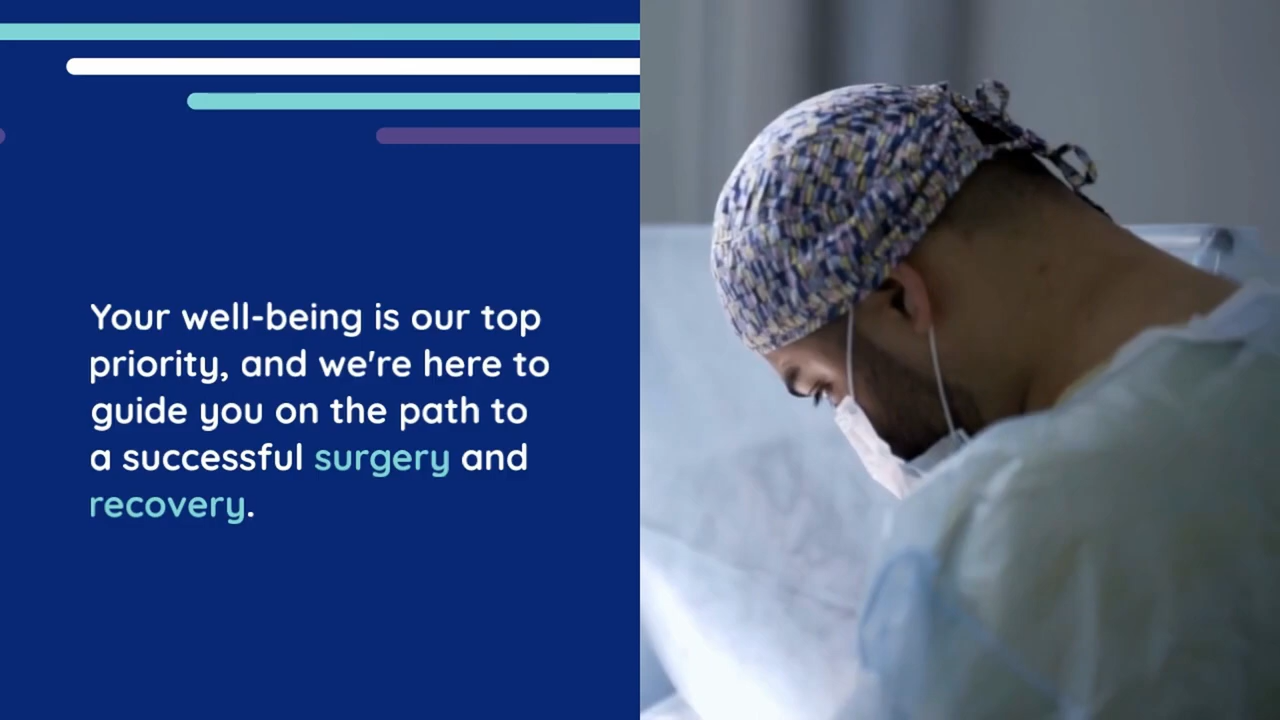 Your well-being is our top
priority, and we're here to
guide you on the path to
a successful surgery and
recovery.